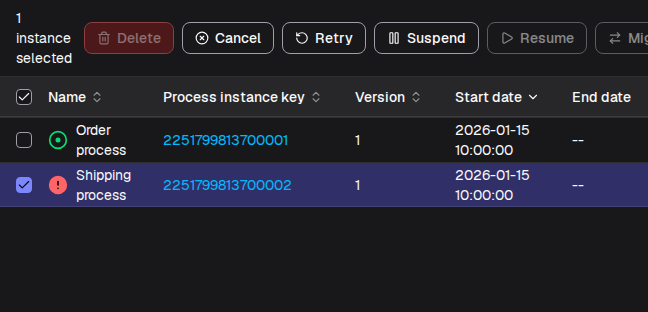 1
instance
selected
Delete
Cancel
Retry
Suspend
Resume
Name
Process instance key
Version
Start date
End date
Order
process
2251799813700001
1
2026-01-15
10:00:00
--
Shipping
process
2251799813700002
1
2026-01-15
10:00:00
--